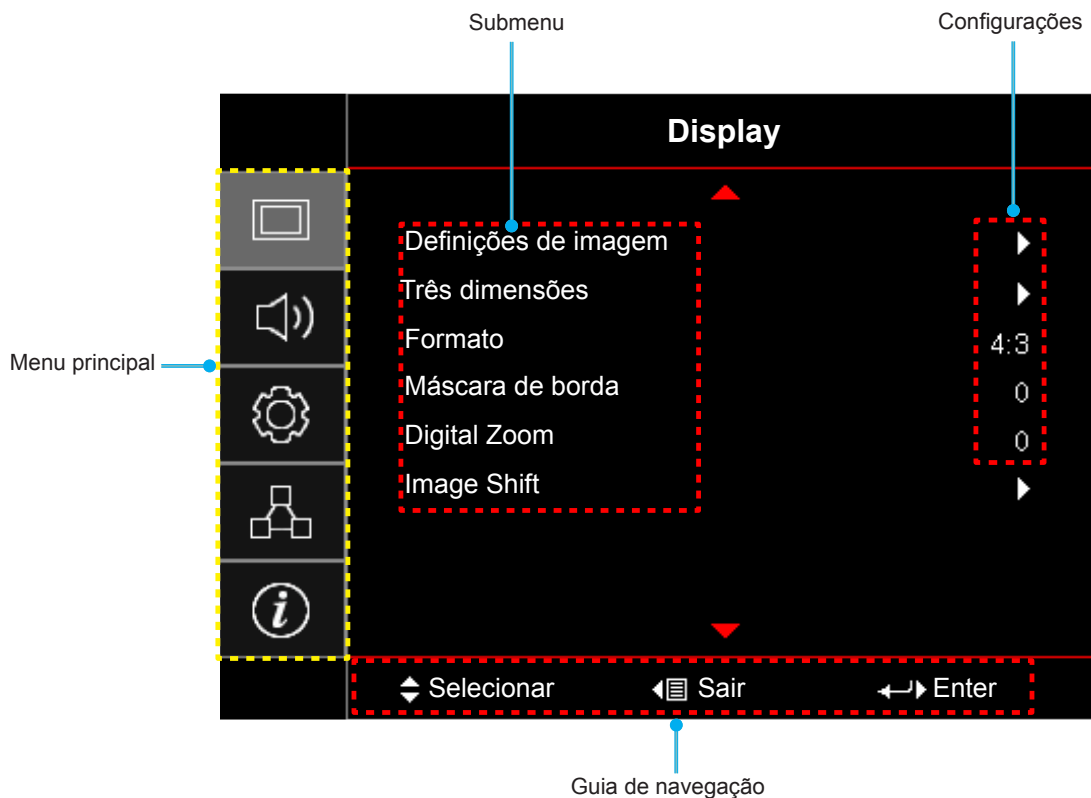 Submenu
Configurações
Display
Definições de imagem
Três dimensões
Formato 4:3
Máscara de borda 0
Digital Zoom 0
Image Shift
Menu principal
i
Selecionar Sair Enter
Guia de navegação